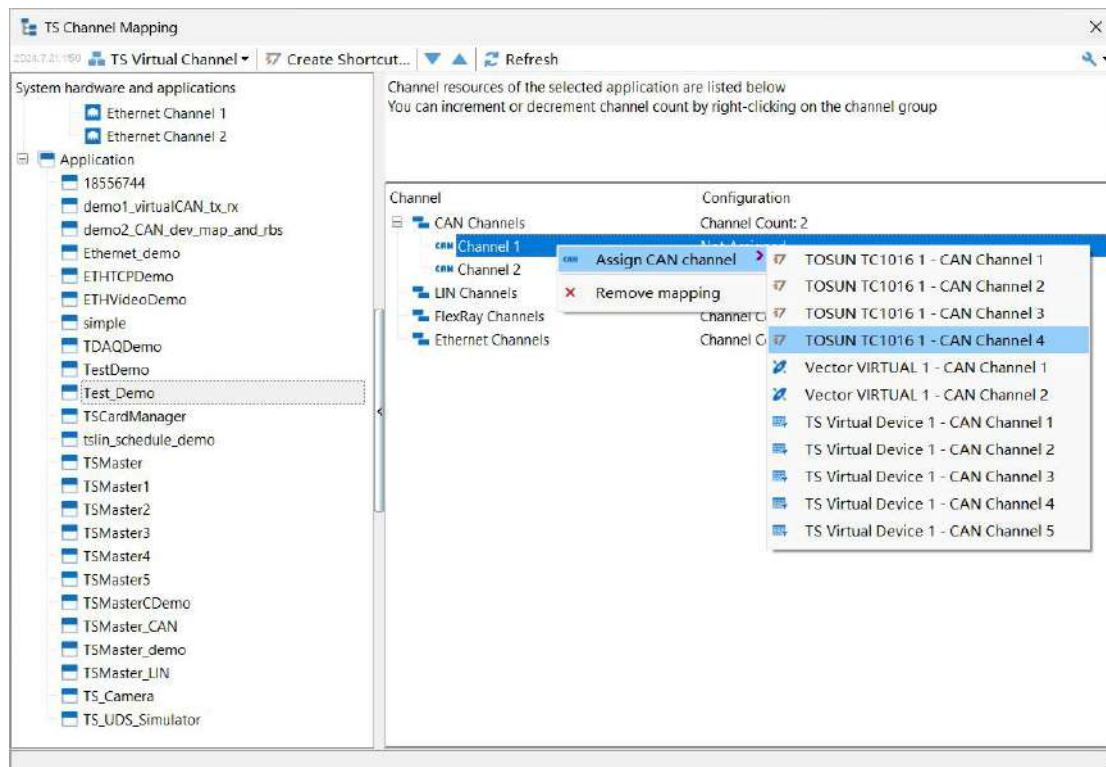 TS Channel Mapping
TS Virtual Channel Create Shortcut... Refresh
System hardware and applications
Ethernet Channel 1
Ethernet Channel 2
Application
18556744
demo1_virtualCAN_tx_rx
demo2_CAN_dev_map_and_rbs
Ethernet_demo
ETHTCPDemo
ETHVideoDemo
simple
TDAQDemo
TestDemo
Test_Demo
TSCardManager
tslin_schedule_demo
TSMaster
TSMaster1
TSMaster2
TSMaster3
TSMaster4
TSMaster5
TSMasterCDemo
TSMaster_CAN
TSMaster_demo
TSMaster_LIN
TS_Camera
TS_UDS_Simulator
Channel resources of the selected application are listed below
You can increment or decrement channel count by right-clicking on the channel group
Channel Configuration
CAN Channels Channel Count: 2
CAN Channel 1
CAN Channel 2
LIN Channels
FlexRay Channels Channel C
Ethernet Channels Channel C
CAN Assign CAN channel
Remove mapping
TOSUN TC1016 1 - CAN Channel 1
TOSUN TC1016 1 - CAN Channel 2
TOSUN TC1016 1 - CAN Channel 3
TOSUN TC1016 1 - CAN Channel 4
Vector VIRTUAL 1 - CAN Channel 1
Vector VIRTUAL 1 - CAN Channel 2
TS Virtual Device 1 - CAN Channel 1
TS Virtual Device 1 - CAN Channel 2
TS Virtual Device 1 - CAN Channel 3
TS Virtual Device 1 - CAN Channel 4
TS Virtual Device 1 - CAN Channel 5